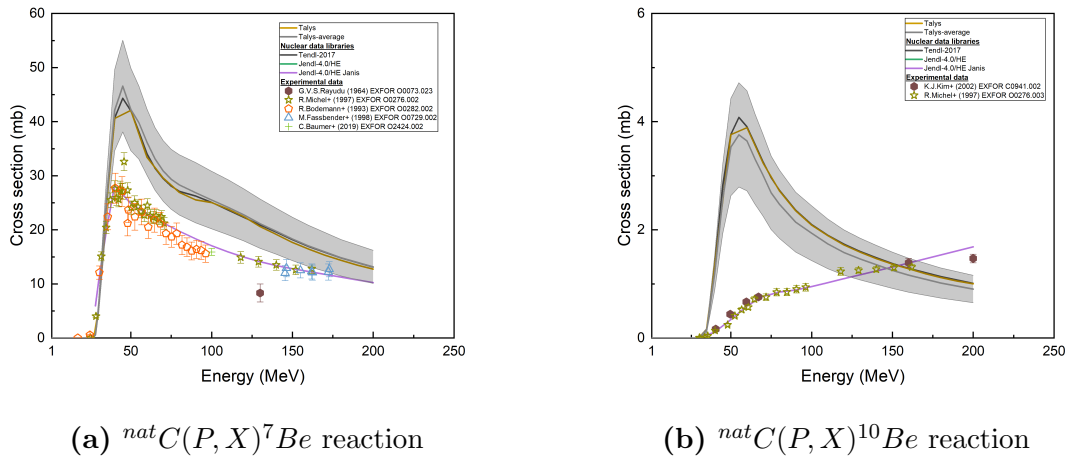 Talys
Talys-average
Nuclear data libraries
Tendl-2017
Jendl-4.0/HE
Jendl-4.0/HE Janis
Experimental data
G.V.S.Rayudu (1964) EXFOR O0073.023
R.Michel+ (1997) EXFOR O0276.002
R.Bodemann+ (1993) EXFOR O0282.002
M.Fassbender+ (1998) EXFOR O0729.002
C.Baumer+ (2019) EXFOR O2424.002
Cross section (mb)
60
50
40
30
20
10
0
1 50 100 150 200 250
Energy (MeV)
(a) natC(P, X)7Be reaction
Talys
Talys-average
Nuclear data libraries
Tendl-2017
Jendl-4.0/HE
Jendl-4.0/HE Janis
Experimental data
K.J.Kim+ (2002) EXFOR C0941.002
R.Michel+ (1997) EXFOR O0276.003
Cross section (mb)
6
4
2
0
1 50 100 150 200 250
Energy (MeV)
(b) natC(P, X)10Be reaction